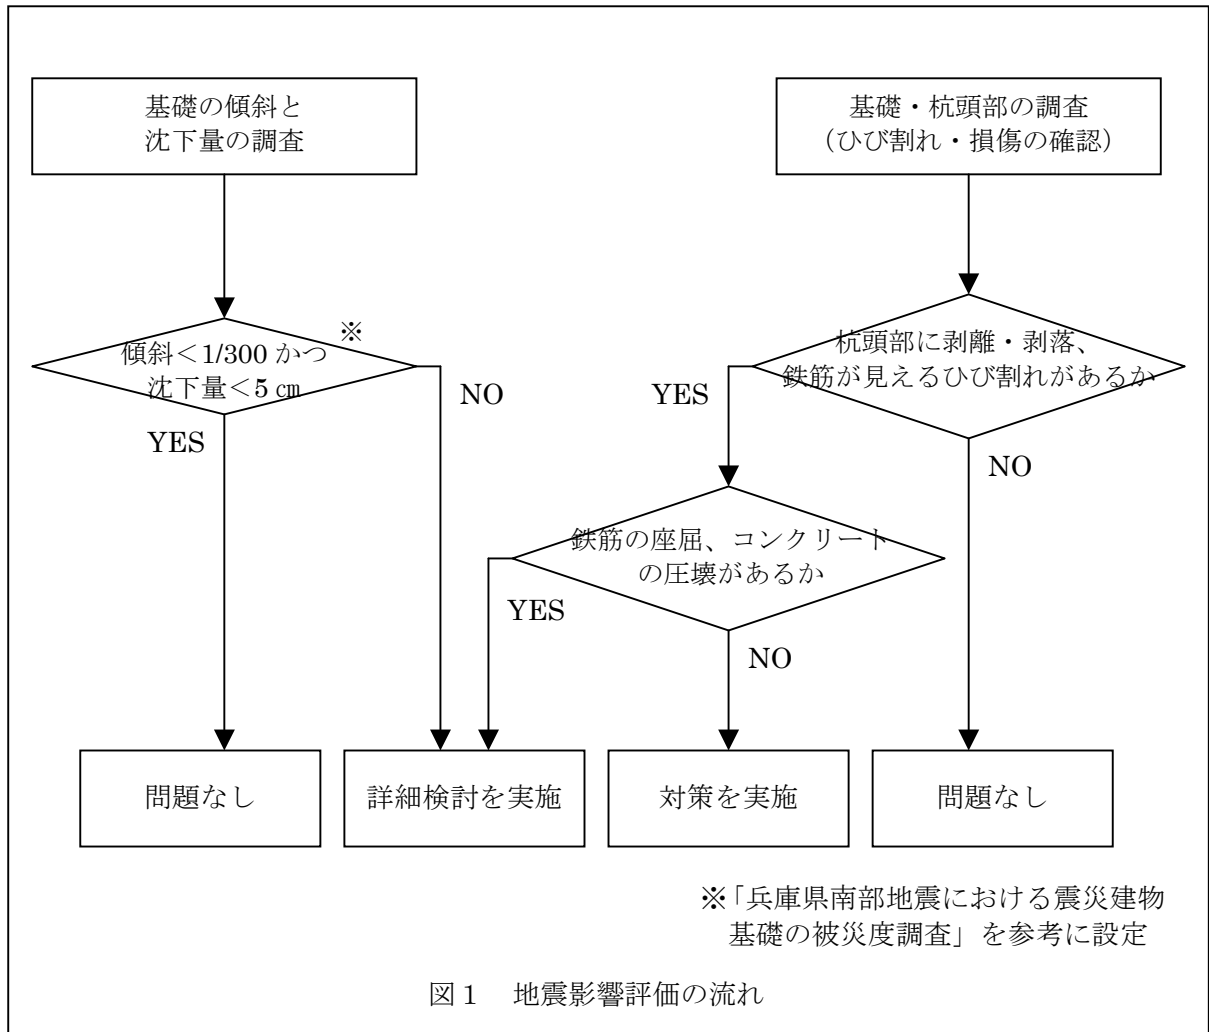 基礎の傾斜と
沈下量の調査
基礎・杭頭部の調査
（ひび割れ・損傷の確認）
傾斜＜1/300 かつ
沈下量＜5 ㎝
※
YES
NO
杭頭部に剥離・剥落、
鉄筋が見えるひび割れがあるか
YES
NO
鉄筋の座屈、コンクリート
の圧壊があるか
YES
NO
問題なし
詳細検討を実施
対策を実施
問題なし
※「兵庫県南部地震における震災建物
基礎の被災度調査」を参考に設定
図１　地震影響評価の流れ